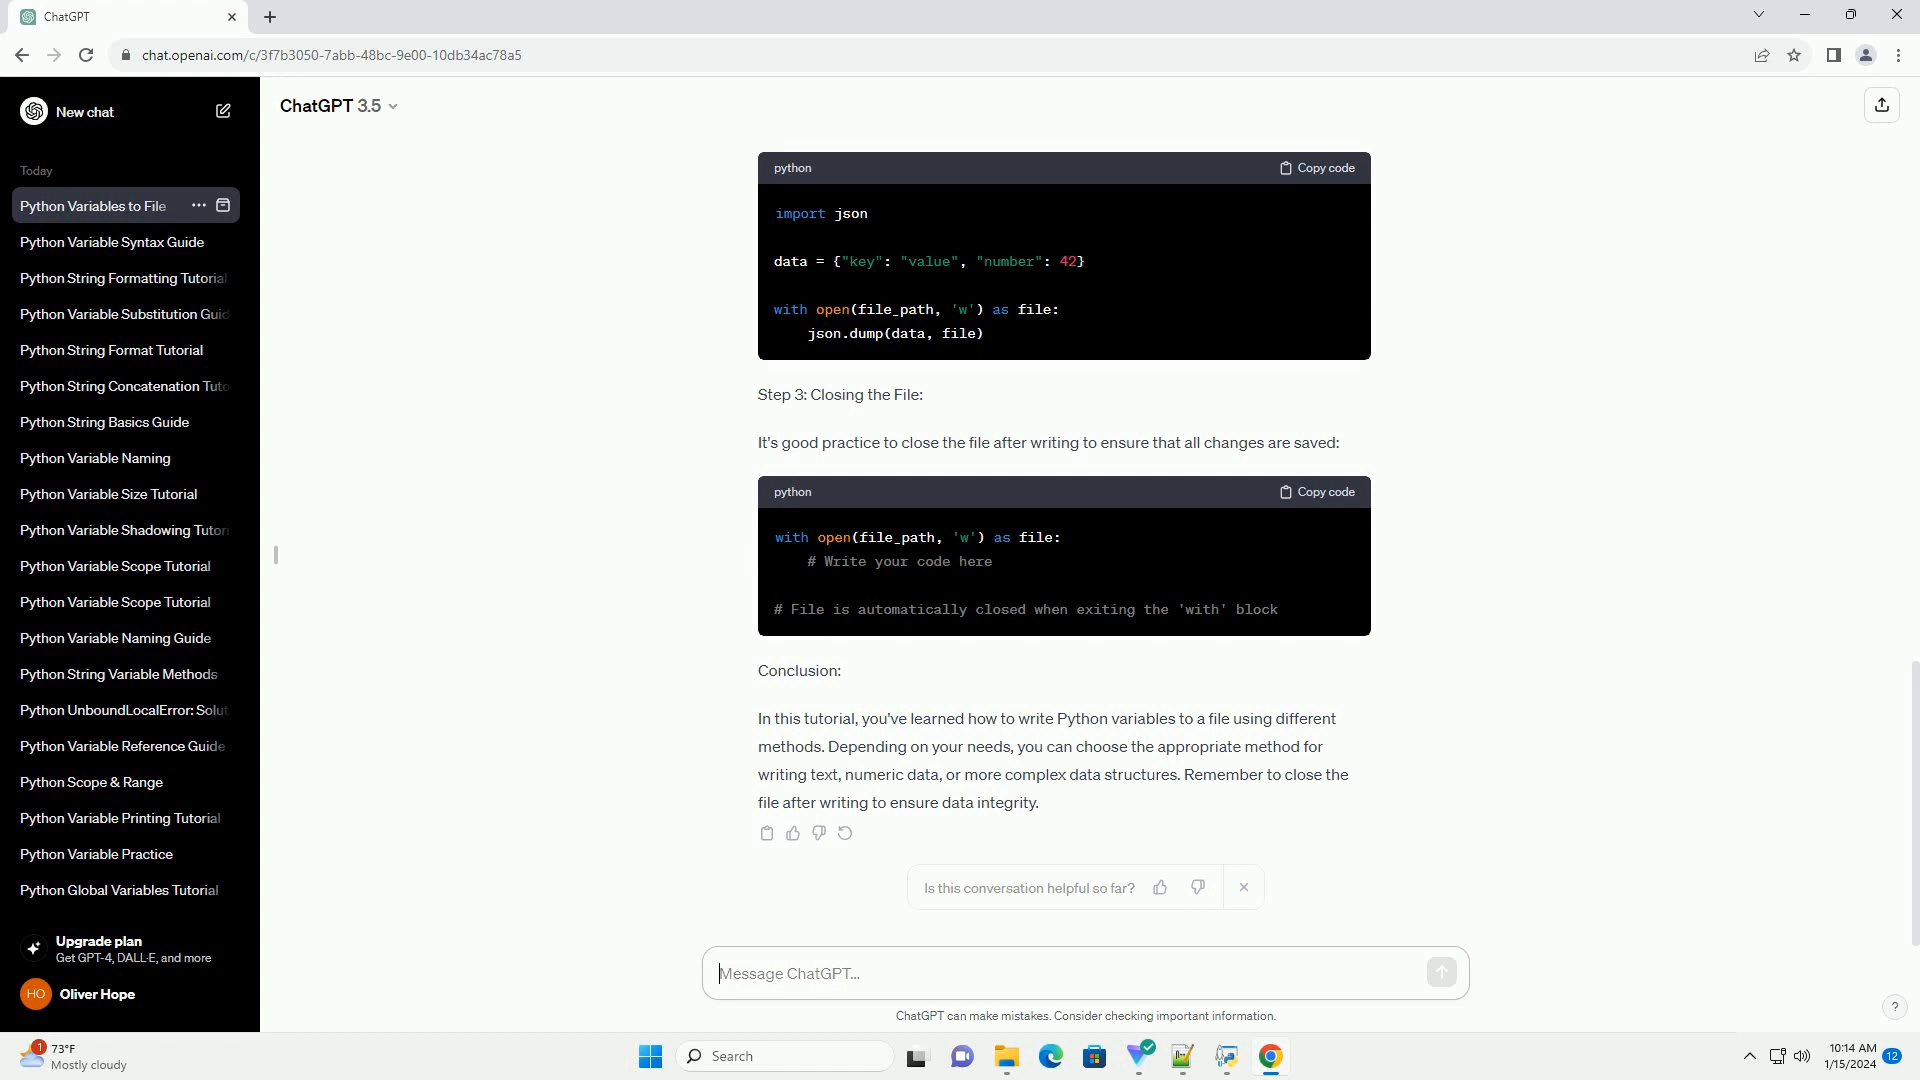 ChatGPT
chat.openai.com/c/3f7b3050-7abb-48bc-9e00-10db34ac78a5
New chat
Today
Python Variables to File
Python Variable Syntax Guide
Python String Formatting Tutorial
Python Variable Substitution Guid
Python String Format Tutorial
Python String Concatenation Tuto
Python String Basics Guide
Python Variable Naming
Python Variable Size Tutorial
Python Variable Shadowing Tutori
Python Variable Scope Tutorial
Python Variable Scope Tutorial
Python Variable Naming Guide
Python String Variable Methods
Python UnboundLocalError: Soluti
Python Variable Reference Guide
Python Scope & Range
Python Variable Printing Tutorial
Python Variable Practice
Python Global Variables Tutorial
Upgrade plan
Get GPT-4, DALL·E, and more
HO Oliver Hope
ChatGPT 3.5
python Copy code
import json
data = {"key": "value", "number": 42}
with open(file_path, 'w') as file:
json.dump(data, file)
Step 3: Closing the File:
It's good practice to close the file after writing to ensure that all changes are saved:
python Copy code
with open(file_path, 'w') as file:
# Write your code here
# File is automatically closed when exiting the 'with' block
Conclusion:
In this tutorial, you've learned how to write Python variables to a file using different
methods. Depending on your needs, you can choose the appropriate method for
writing text, numeric data, or more complex data structures. Remember to close the
file after writing to ensure data integrity.
Is this conversation helpful so far?
Message ChatGPT...
ChatGPT can make mistakes. Consider checking important information.
?
1
73°F
Mostly cloudy
Search
10:14 AM
1/15/2024
12